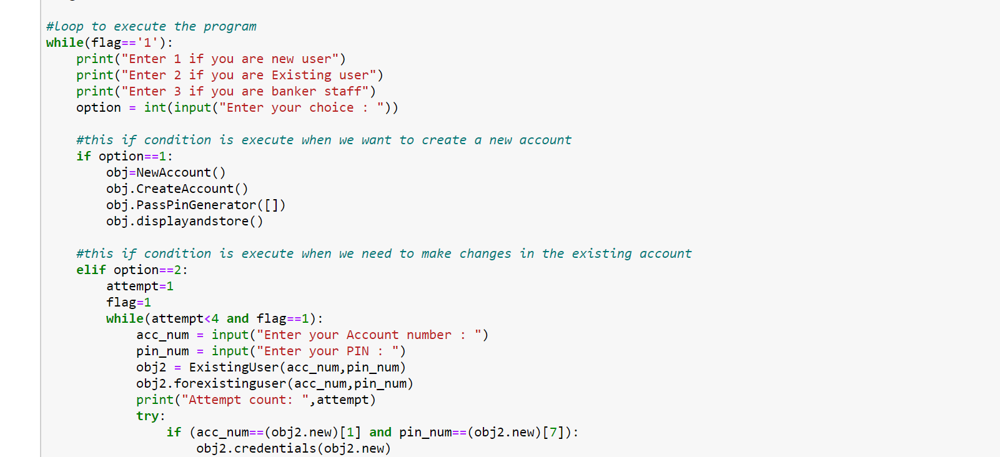 #Loop to execute the program
while(flag=='1'):
    print("Enter 1 if you are new user")
    print("Enter 2 if you are Existing user")
    print("Enter 3 if you are banker staff")
    option = int(input("Enter your choice : "))
    #this if condition is execute when we want to create a new account
    if option==1:
        obj=NewAccount()
        obj.CreateAccount()
        obj.PassPinGenerator([])
        obj.displayandstore()
    #this if condition is execute when we need to make changes in the existing account
    elif option==2:
        attempt=1
        flag=1
        while(attempt<4 and flag==1):
            acc_num = input("Enter your Account number : ")
            pin_num = input("Enter your PIN : ")
            obj2 = ExistingUser(acc_num,pin_num)
            obj2.forexistinguser(acc_num,pin_num)
            print("Attempt count: ",attempt)
            try:
                if (acc_num==(obj2.new)[1] and pin_num==(obj2.new)[7]):
                    obj2.credentials(obj2.new)